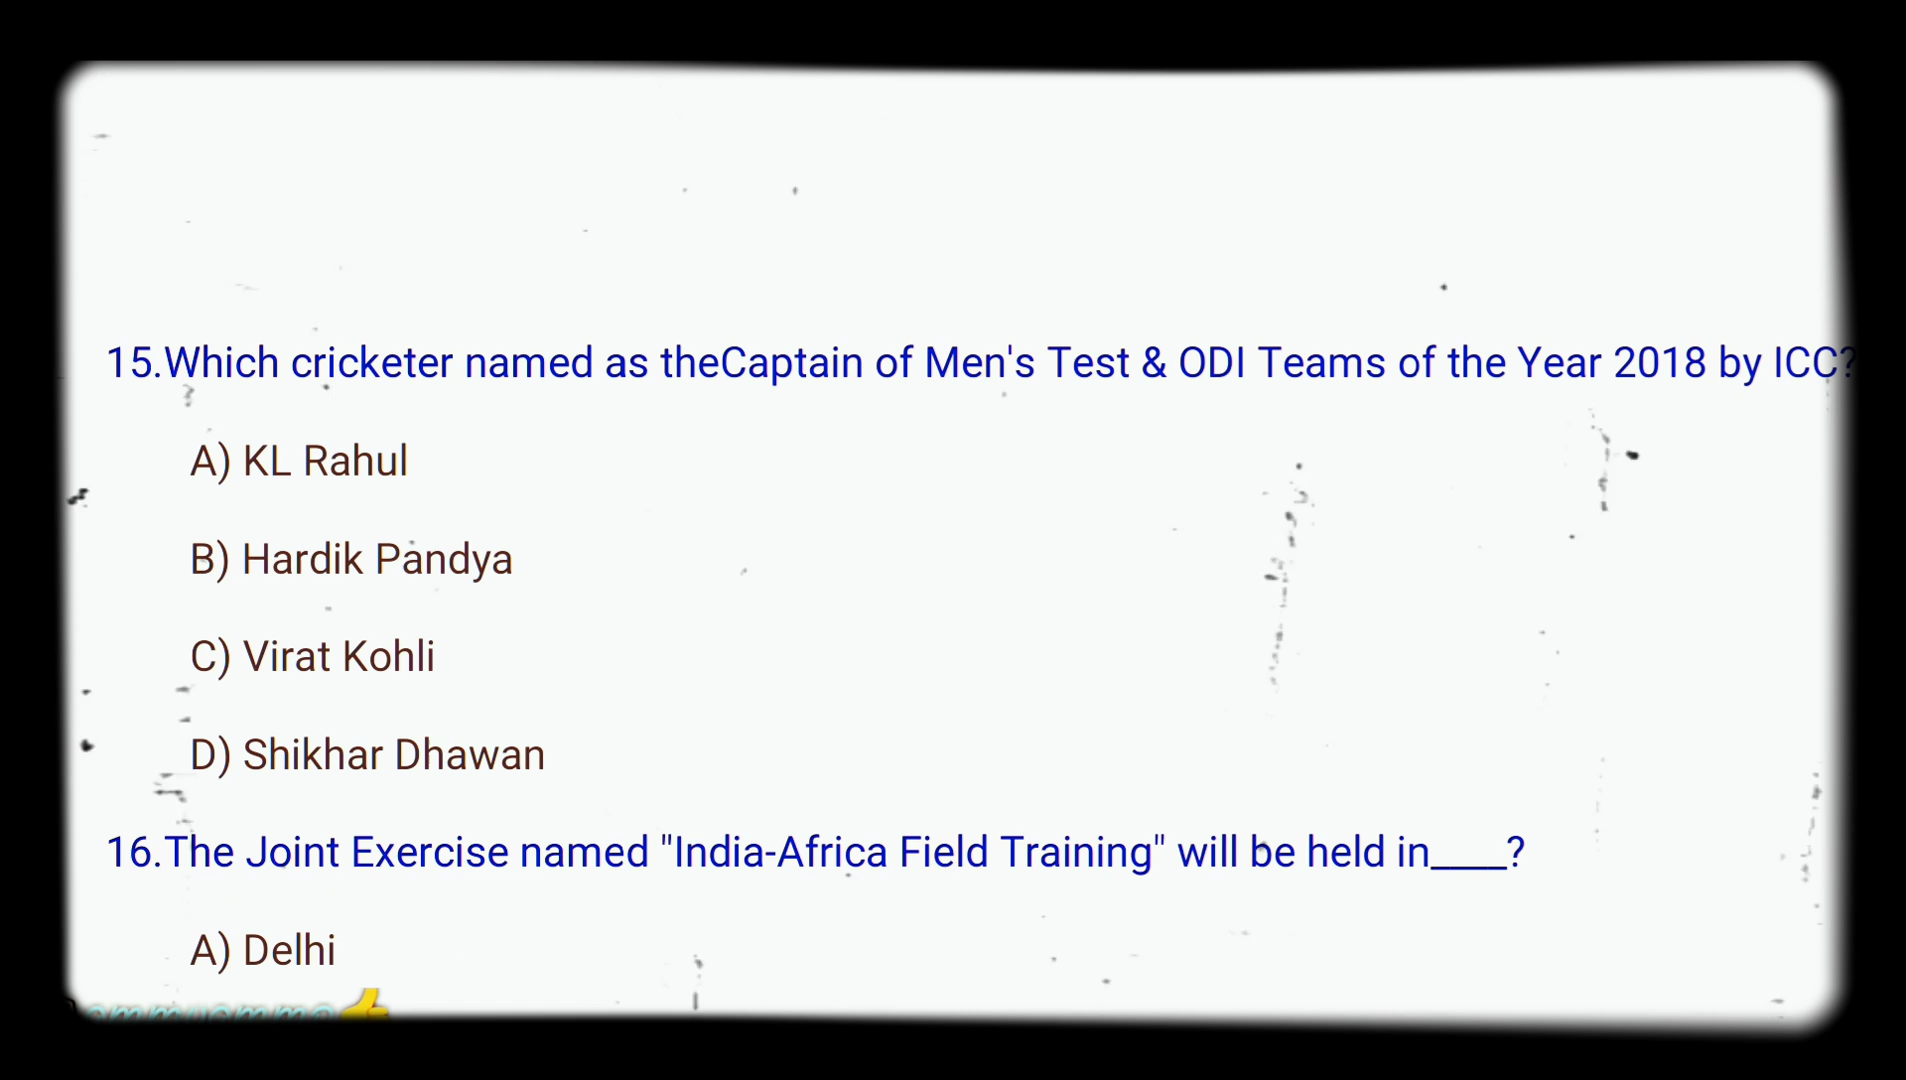 15.Which cricketer named as theCaptain of Men's Test & ODI Teams of the Year 2018 by ICC?
A) KL Rahul
B) Hardik Pandya
C) Virat Kohli
D) Shikhar Dhawan
16.The Joint Exercise named "India-Africa Field Training" will be held in____?
A) Delhi